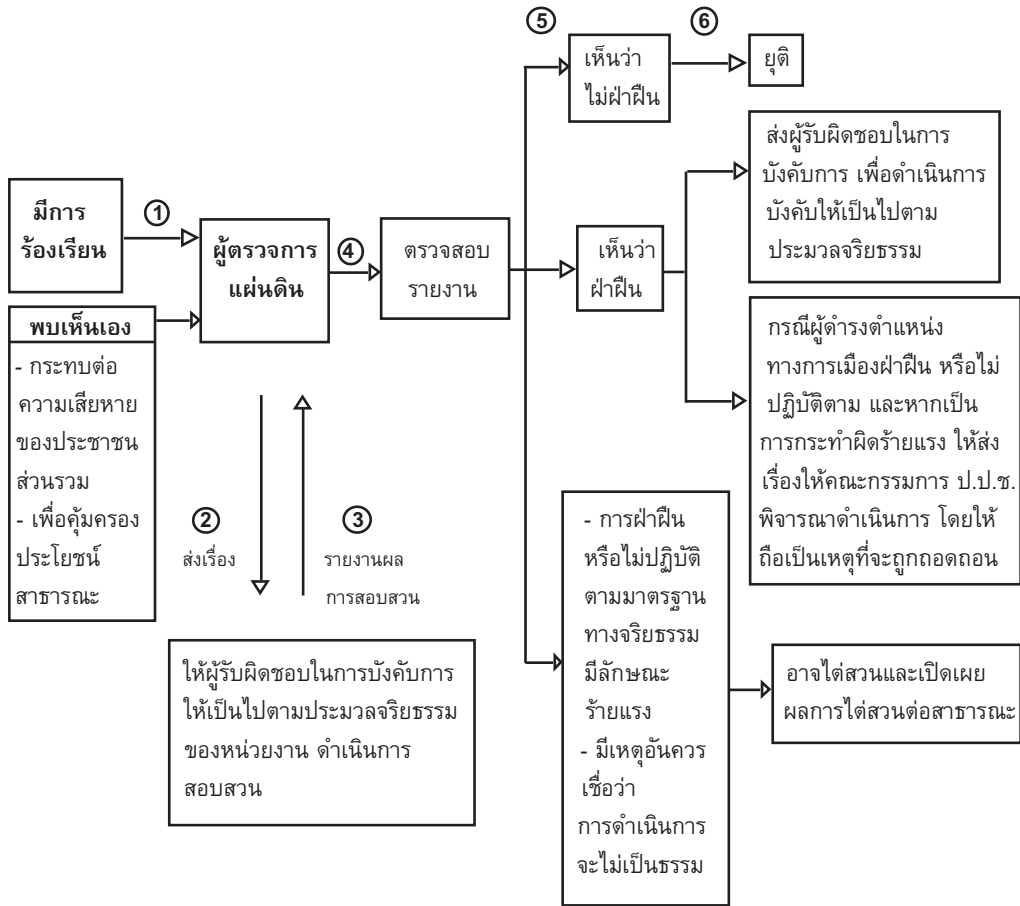 มีการ
ร้องเรียน
①
พบเห็นเอง
- กระทบต่อ
ความเสียหาย
ของประชาชน
ส่วนรวม
- เพื่อคุ้มครอง
ประโยชน์
สาธารณะ
ผู้ตรวจการ
แผ่นดิน
②
ส่งเรื่อง
③
รายงานผล
การสอบสวน
ให้ผู้รับผิดชอบในการบังคับการ
ให้เป็นไปตามประมวลจริยธรรม
ของหน่วยงาน ดำเนินการ
สอบสวน
④
ตรวจสอบ
รายงาน
⑤
เห็นว่า
ไม่ฝ่าฝืน
⑥
ยุติ
เห็นว่า
ฝ่าฝืน
ส่งผู้รับผิดชอบในการ
บังคับการ เพื่อดำเนินการ
บังคับให้เป็นไปตาม
ประมวลจริยธรรม
กรณีผู้ดำรงตำแหน่ง
ทางการเมืองฝ่าฝืน หรือไม่
ปฏิบัติตาม และหากเป็น
การกระทำผิดร้ายแรง ให้ส่ง
เรื่องให้คณะกรรมการ ป.ป.ช.
พิจารณาดำเนินการ โดยให้
ถือเป็นเหตุที่จะถูกถอดถอน
- การฝ่าฝืน
หรือไม่ปฏิบัติ
ตามมาตรฐาน
ทางจริยธรรม
มีลักษณะ
ร้ายแรง
- มีเหตุอันควร
เชื่อว่า
การดำเนินการ
จะไม่เป็นธรรม
อาจไต่สวนและเปิดเผย
ผลการไต่สวนต่อสาธารณะ